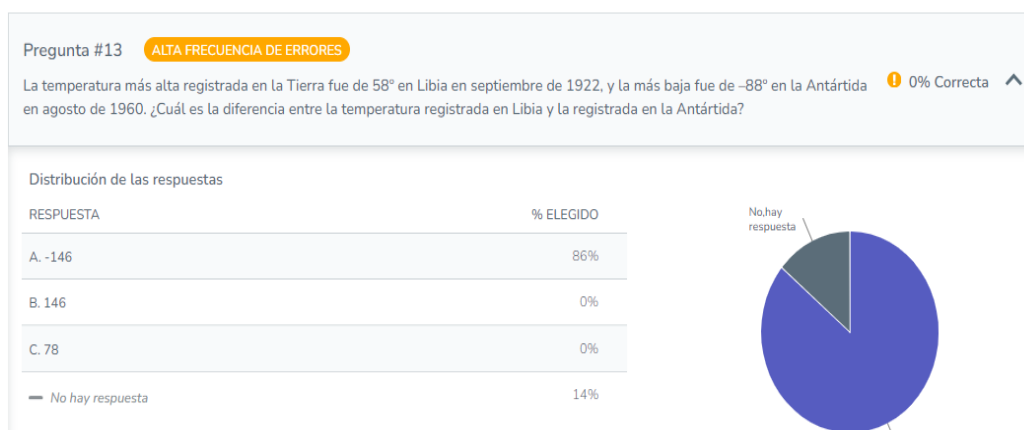 Pregunta #13 ALTA FRECUENCIA DE ERRORES
La temperatura más alta registrada en la Tierra fue de 58° en Libia en septiembre de 1922, y la más baja fue de –88° en la Antártida
0% Correcta
en agosto de 1960. ¿Cuál es la diferencia entre la temperatura registrada en Libia y la registrada en la Antártida?
Distribución de las respuestas
RESPUESTA % ELEGIDO
A. -146 86%
B. 146 0%
C. 78 0%
No hay respuesta 14%
No,hay
respuesta